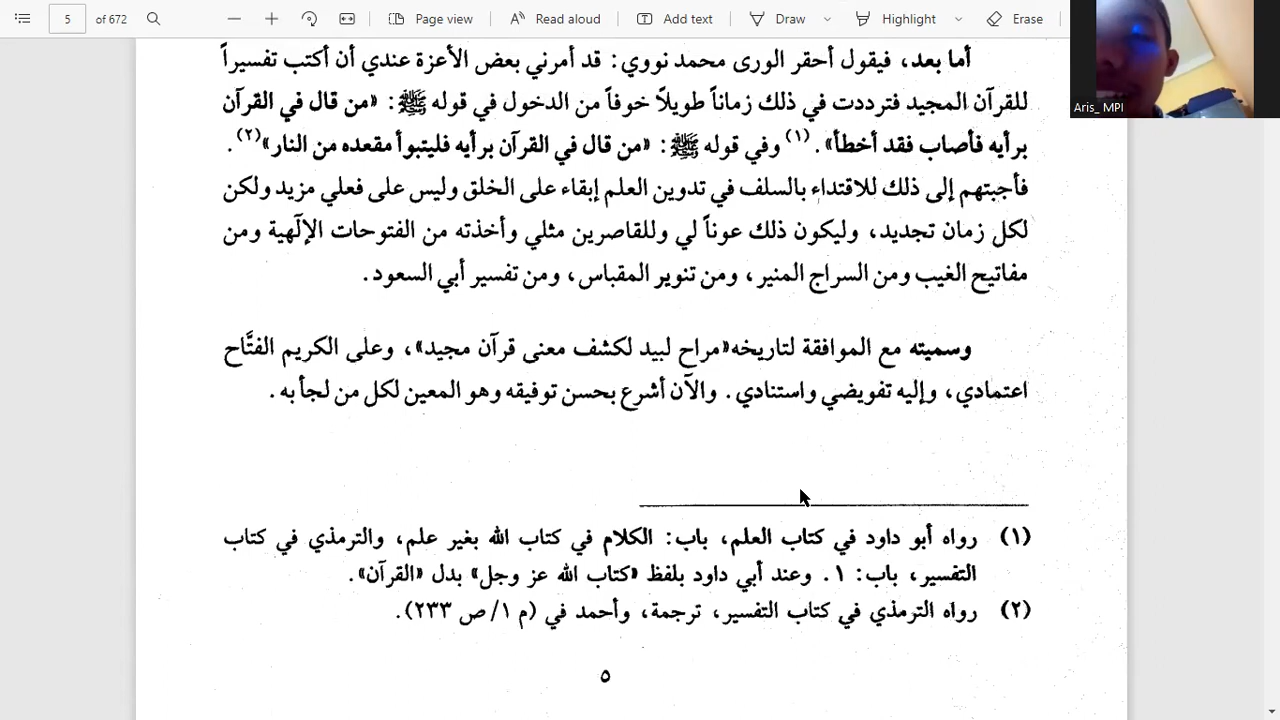 5 of 672 Page view Read aloud Add text Draw Highlight Erase
Aris_ MPI
أما بعد، فيقول أحقر الورى محمد نووي: قد أمرني بعض الأعزة عندي أن أكتب تفسيراً
للقرآن المجيد فترددت في ذلك زماناً طويلاً خوفاً من الدخول في قوله ﷺ: «من قال في القرآن
برأيه فأصاب فقد أخطأ».(١) وفي قوله ﷺ: «من قال في القرآن برأيه فليتبوأ مقعده من النار»(٢).
فأجبتهم إلى ذلك للاقتداء بالسلف في تدوين العلم إبقاء على الخلق وليس على فعلي مزيد ولكن
لكل زمان تجديد، وليكون ذلك عوناً لي وللقاصرين مثلي وأخذته من الفتوحات الإلٓهية ومن
مفاتيح الغيب ومن السراج المنير، ومن تنوير المقباس، ومن تفسير أبي السعود.
وسميته مع الموافقة لتاريخه «مراح لبيد لكشف معنى قرآن مجيد»، وعلى الكريم الفتَّاح
اعتمادي، وإليه تفويضي واستنادي. والآن أشرع بحسن توفيقه وهو المعين لكل من لجأ به.
(١) رواه أبو داود في كتاب العلم، باب: الكلام في كتاب الله بغير علم، والترمذي في كتاب
التفسير، باب: ١. وعند أبي داود بلفظ «كتاب الله عز وجل» بدل «القرآن».
(٢) رواه الترمذي في كتاب التفسير، ترجمة، وأحمد في (م ١/ ص ٢٣٣).
٥